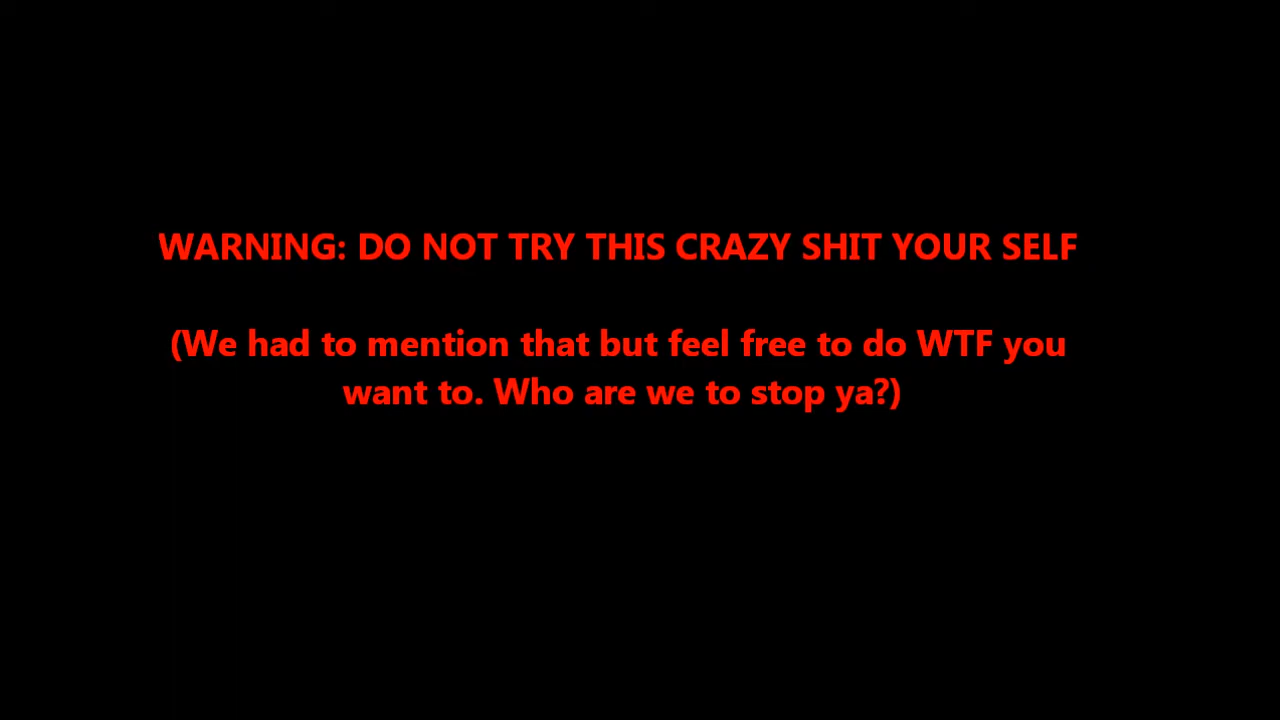 WARNING: DO NOT TRY THIS CRAZY SHIT YOUR SELF
(We had to mention that but feel free to do WTF you
want to. Who are we to stop ya?)